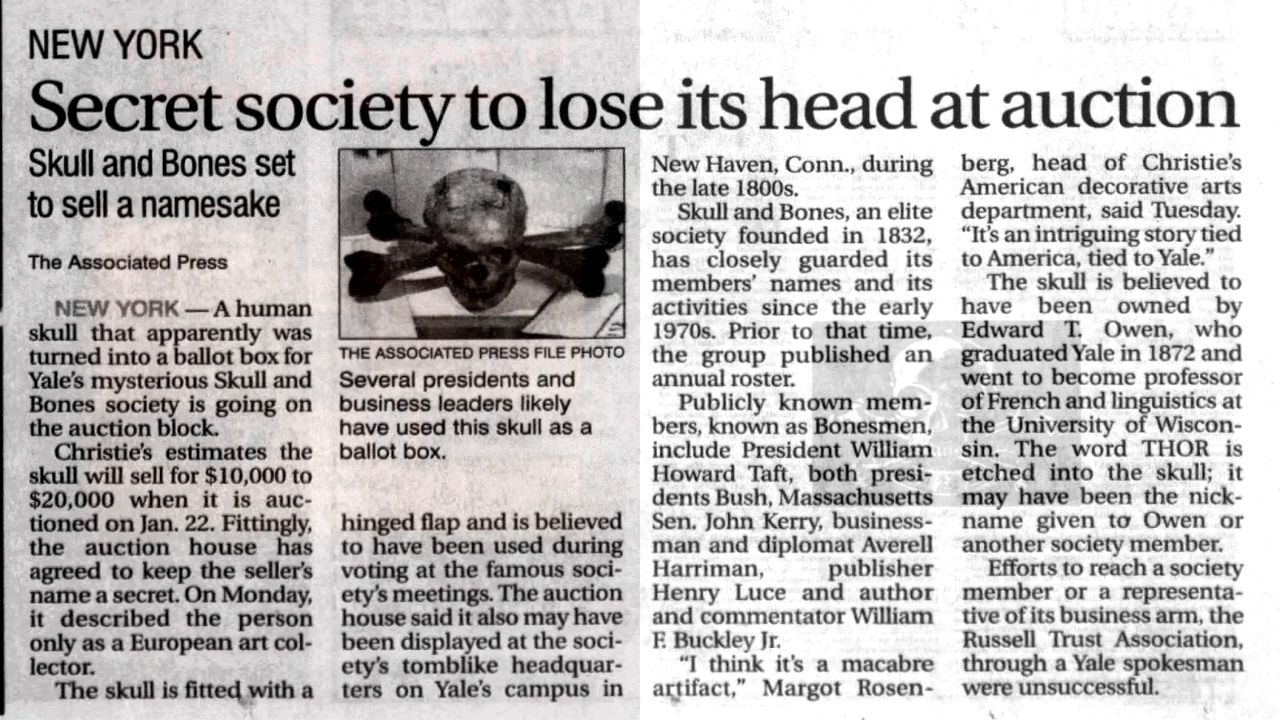 NEW YORK
Secret society to lose its head at auction
Skull and Bones set
to sell a namesake
The Associated Press
NEW YORK — A human
skull that apparently was
turned into a ballot box for
Yale's mysterious Skull and
Bones society is going on
the auction block.
Christie's estimates the
skull will sell for $10,000 to
$20,000 when it is auc-
tioned on Jan. 22. Fittingly,
the auction house has
agreed to keep the seller's
name a secret. On Monday,
it described the person
only as a European art col-
lector.
The skull is fitted with a
THE ASSOCIATED PRESS FILE PHOTO
Several presidents and
business leaders likely
have used this skull as a
ballot box.
hinged flap and is believed
to have been used during
voting at the famous soci-
ety's meetings. The auction
house said it also may have
been displayed at the soci-
ety's tomblike headquar-
ters on Yale's campus in
New Haven, Conn., during
the late 1800s.
Skull and Bones, an elite
society founded in 1832,
has closely guarded its
members' names and its
activities since the early
1970s. Prior to that time,
the group published an
annual roster.
Publicly known mem-
bers, known as Bonesmen,
include President William
Howard Taft, both presi-
dents Bush, Massachusetts
Sen. John Kerry, business-
man and diplomat Averell
Harriman, publisher
Henry Luce and author
and commentator William
F. Buckley Jr.
"I think it's a macabre
artifact," Margot Rosen-
berg, head of Christie's
American decorative arts
department, said Tuesday.
"It's an intriguing story tied
to America, tied to Yale."
The skull is believed to
have been owned by
Edward T. Owen, who
graduated Yale in 1872 and
went to become professor
of French and linguistics at
the University of Wiscon-
sin. The word THOR is
etched into the skull; it
may have been the nick-
name given to Owen or
another society member.
Efforts to reach a society
member or a representa-
tive of its business arm, the
Russell Trust Association,
through a Yale spokesman
were unsuccessful.